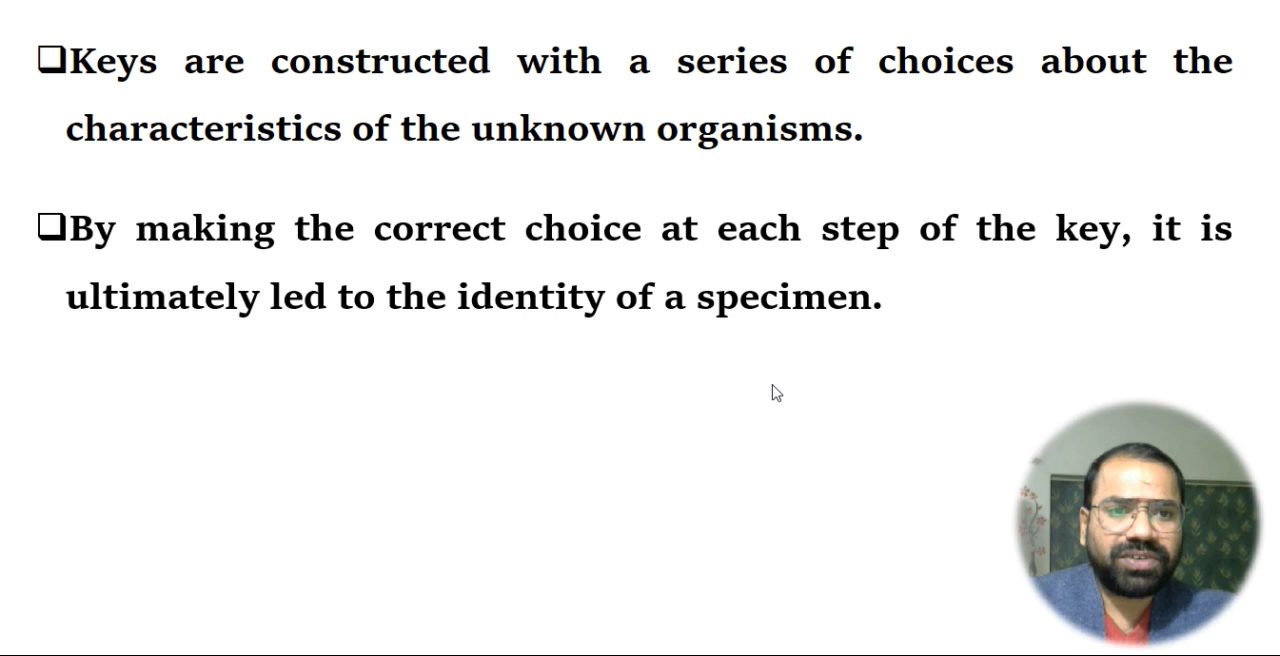 ❑Keys are constructed with a series of choices about the
characteristics of the unknown organisms.
❑By making the correct choice at each step of the key, it is
ultimately led to the identity of a specimen.